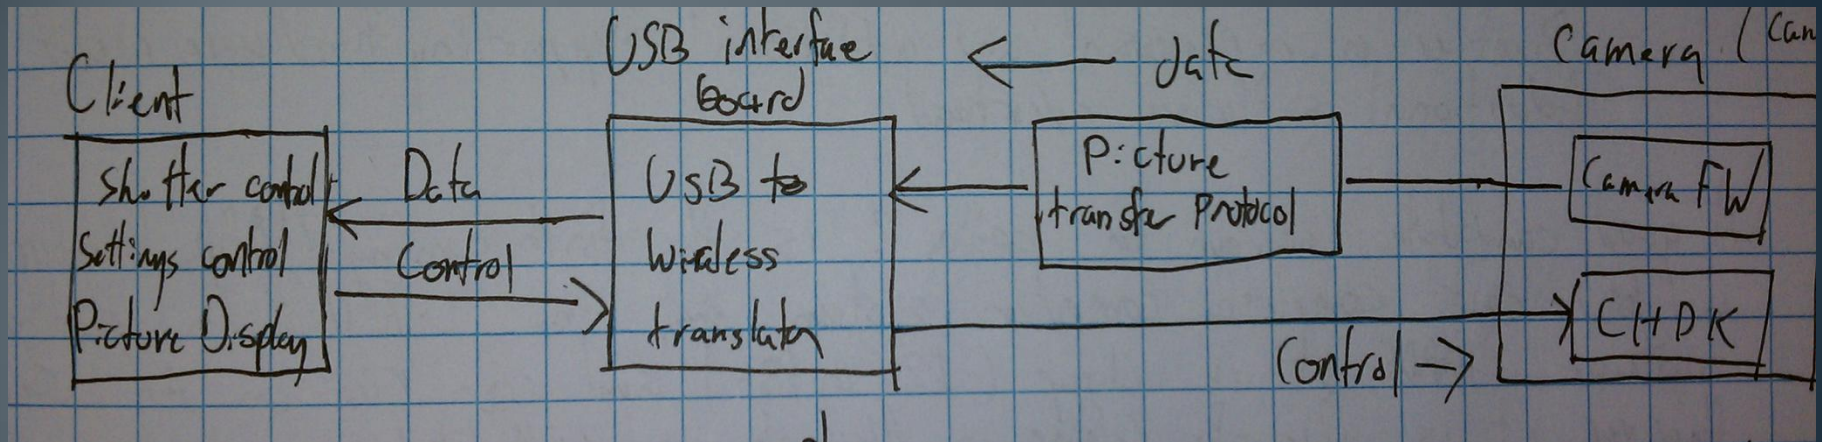 Client
Shutter control
Settings control
Picture Display
Data
Control
USB interface
board
USB to
Wireless
translator
data
Picture
transfer Protocol
Camera (Can
Camera FW
CHDK
Control